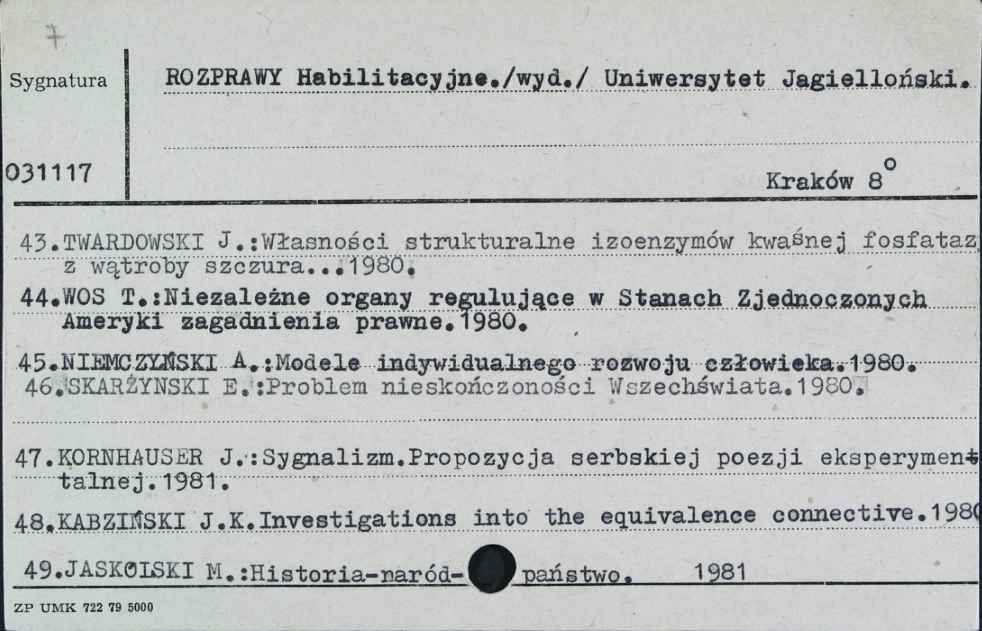 7
Sygnatura
ROZPRAWY Habilitacyjne./wyd./ Uniwersytet Jagielloński.
031117
Kraków 8°
43.TWARDOWSKI J.:Własności strukturalne izoenzymów kwaśnej fosfataz
z wątroby szczura...1980.
44.WOS T.:Niezależne organy regulujące w Stanach Zjednoczonych
Ameryki zagadnienia prawne.1980.
45.NIEMCZYŃSKI A.:Modele indywidualnego rozwoju człowieka.1980.
46.SKARŻYNSKI E.:Problem nieskończoności Wszechświata.1980.
47.KORNHAUSER J.:Sygnalizm.Propozycja serbskiej poezji eksperymen
talnej.1981.
48.KABZIŃSKI J.K.Investigations into the equivalence connective.1980
49.JASKOLSKI M.:Historia-naród- państwo. 1981
ZP UMK 722 79 5000